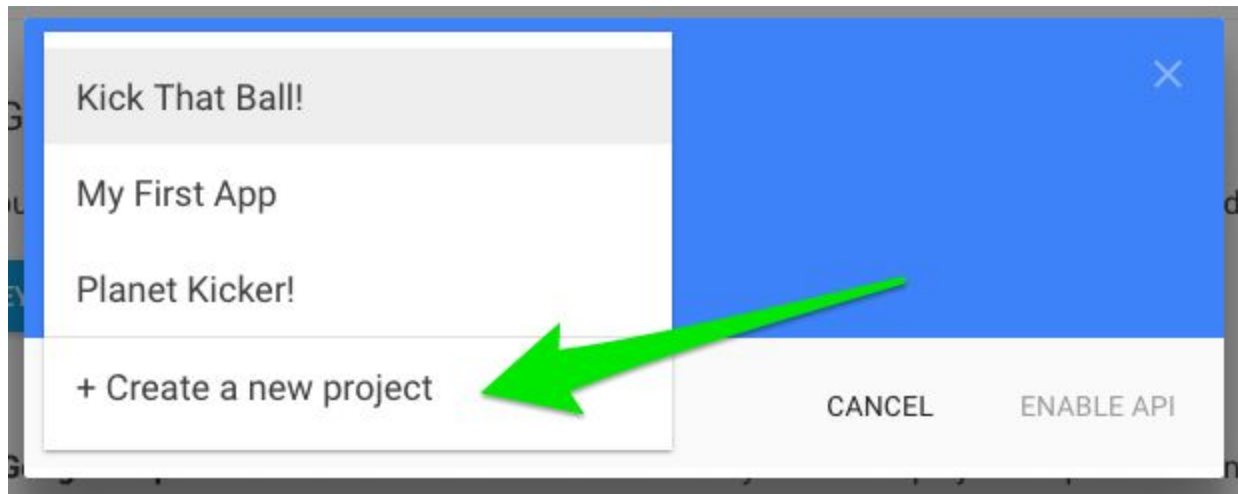 Kick That Ball!
My First App
Planet Kicker!
+ Create a new project
CANCEL ENABLE API